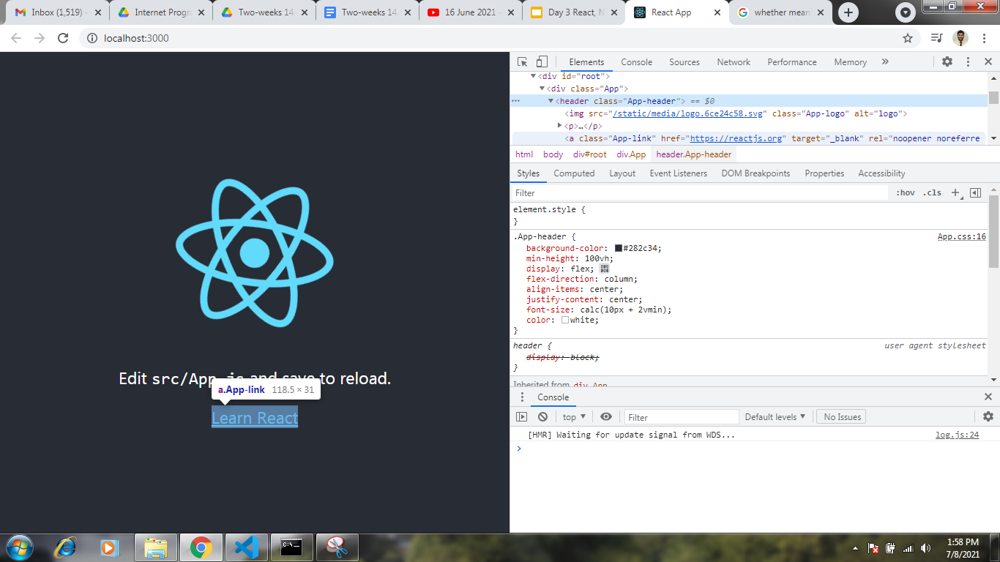 Inbox (1,519) -
Internet Progr
Two-weeks 14
Two-weeks 14
16 June 2021 -
Day 3 React, N
React App
whether mean
localhost:3000
Elements Console Sources Network Performance Memory »
<div id="root">
<div class="App">
<header class="App-header"> == $0
<img src="/static/media/logo.6ce24c58.svg" class="App-logo" alt="logo">
<p>…</p>
<a class="App-link" href="https://reactjs.org" target="_blank" rel="noopener noreferre
html body div#root div.App header.App-header
Styles Computed Layout Event Listeners DOM Breakpoints Properties Accessibility
Filter :hov .cls +
element.style {
}
.App-header { App.css:16
background-color: #282c34;
min-height: 100vh;
display: flex;
flex-direction: column;
align-items: center;
justify-content: center;
font-size: calc(10px + 2vmin);
color: white;
}
header { user agent stylesheet
display: block;
}
Inherited from div.App
Console
top Filter Default levels No Issues
[HMR] Waiting for update signal from WDS... log.js:24
Edit src/App.js and save to reload.
a.App-link 118.5 × 31
Learn React
C:\_
1:58 PM
7/8/2021